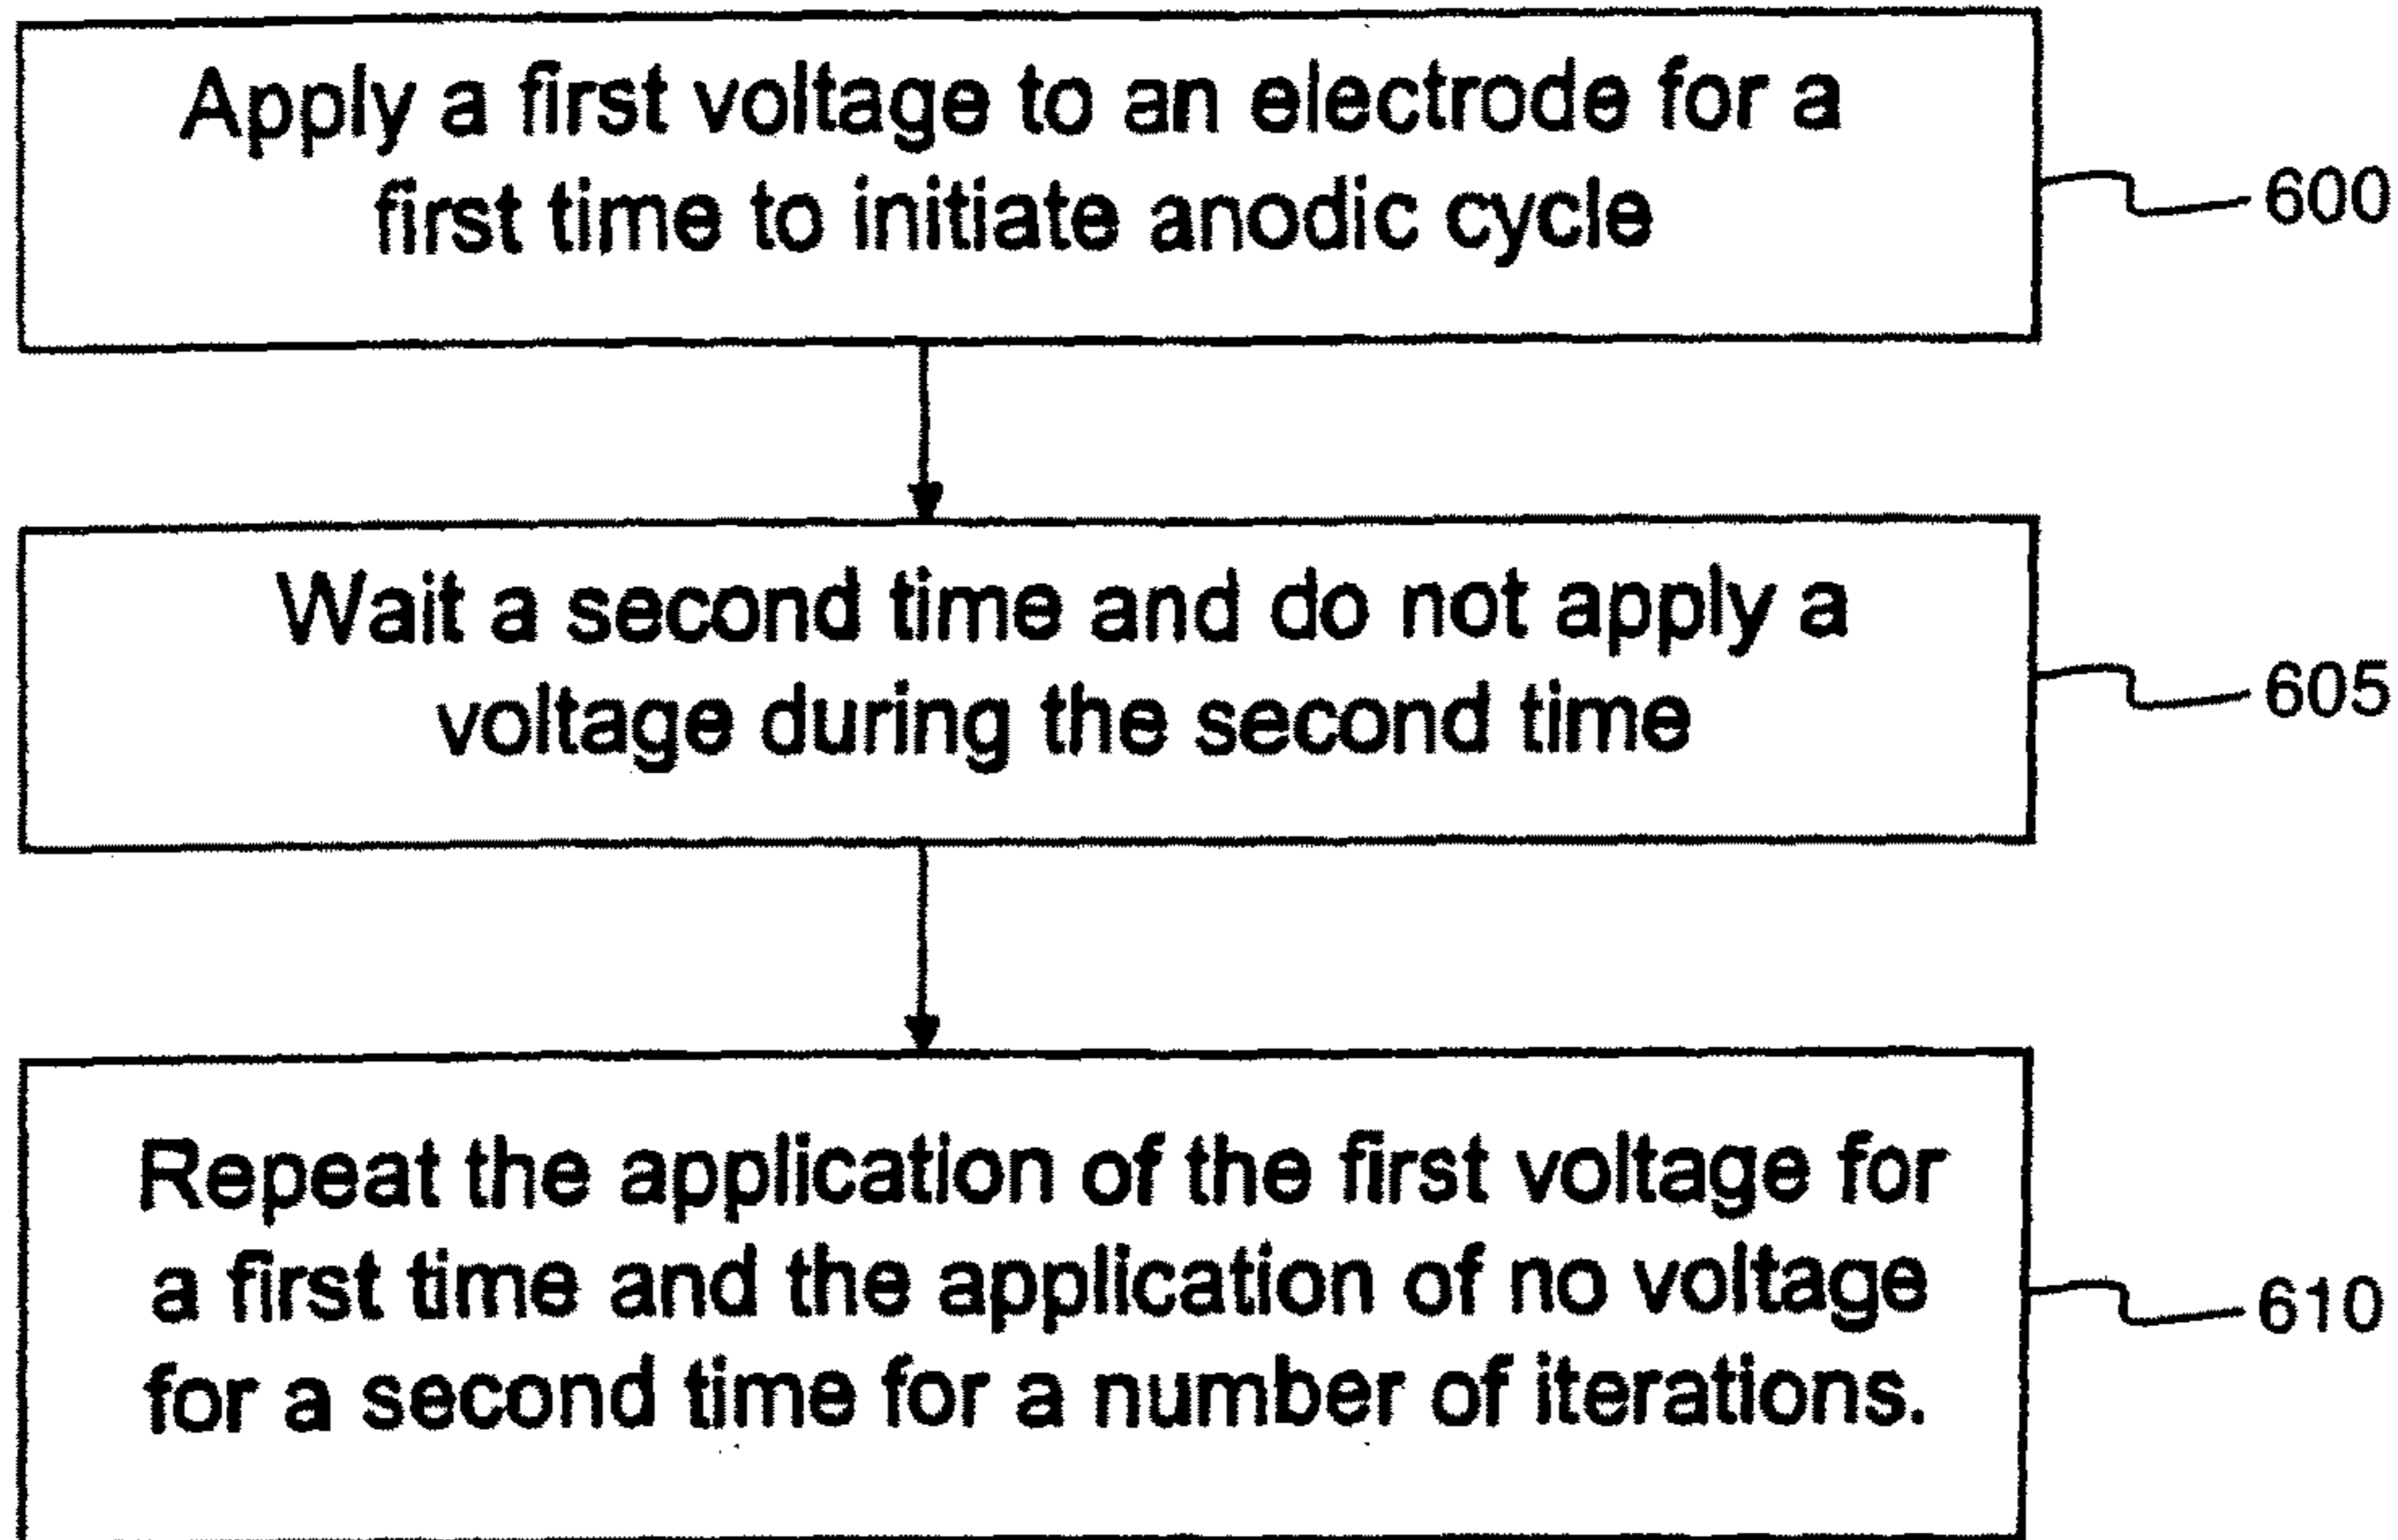 Apply a first voltage to an electrode for a
first time to initiate anodic cycle
600
Wait a second time and do not apply a
voltage during the second time
605
Repeat the application of the first voltage for
a first time and the application of no voltage
for a second time for a number of iterations.
610